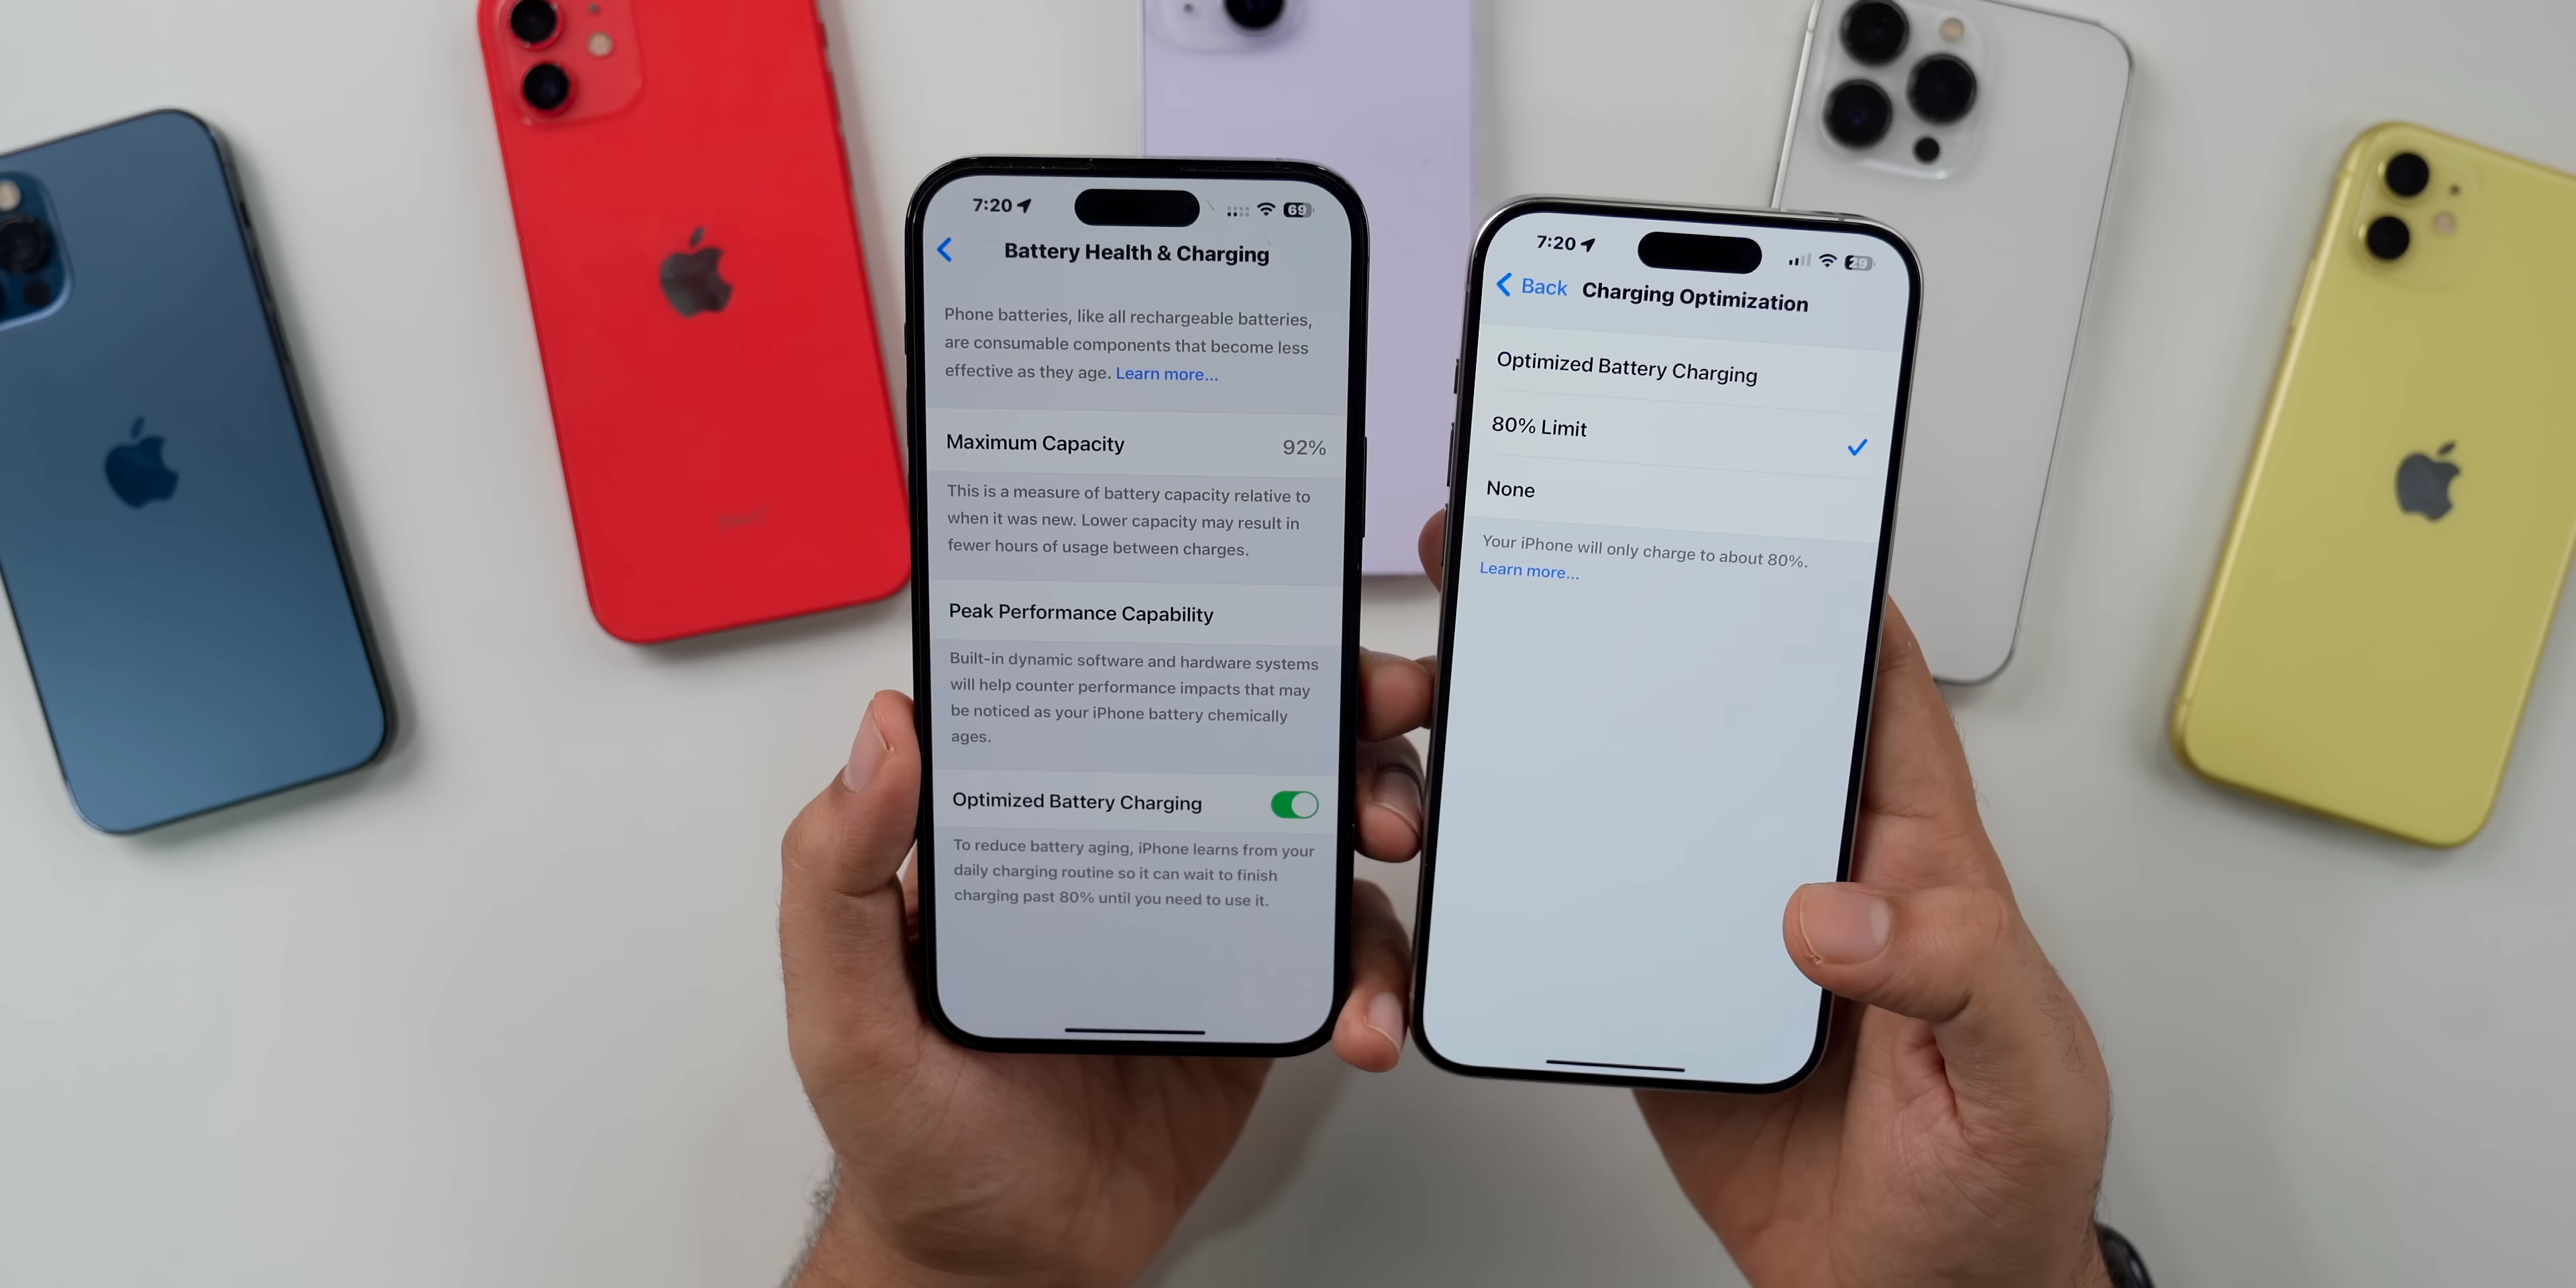 7:20
69
Battery Health & Charging
Phone batteries, like all rechargeable batteries,
are consumable components that become less
effective as they age. Learn more...
Maximum Capacity 92%
This is a measure of battery capacity relative to
when it was new. Lower capacity may result in
fewer hours of usage between charges.
Peak Performance Capability
Built-in dynamic software and hardware systems
will help counter performance impacts that may
be noticed as your iPhone battery chemically
ages.
Optimized Battery Charging
To reduce battery aging, iPhone learns from your
daily charging routine so it can wait to finish
charging past 80% until you need to use it.
7:20
29
Back Charging Optimization
Optimized Battery Charging
80% Limit
None
Your iPhone will only charge to about 80%.
Learn more...